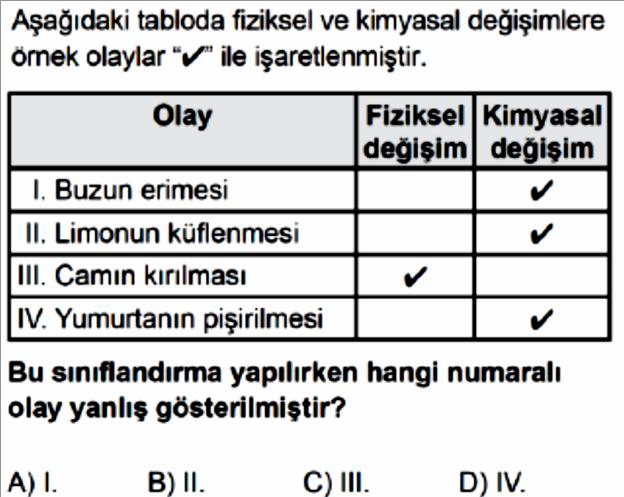 Aşağıdaki tabloda fiziksel ve kimyasal değişimlere
örnek olaylar “✔” ile işaretlenmiştir.
Olay Fiziksel değişim Kimyasal değişim
I. Buzun erimesi ✔
II. Limonun küflenmesi ✔
III. Camın kırılması ✔
IV. Yumurtanın pişirilmesi ✔
Bu sınıflandırma yapılırken hangi numaralı
olay yanlış gösterilmiştir?
A) I. B) II. C) III. D) IV.